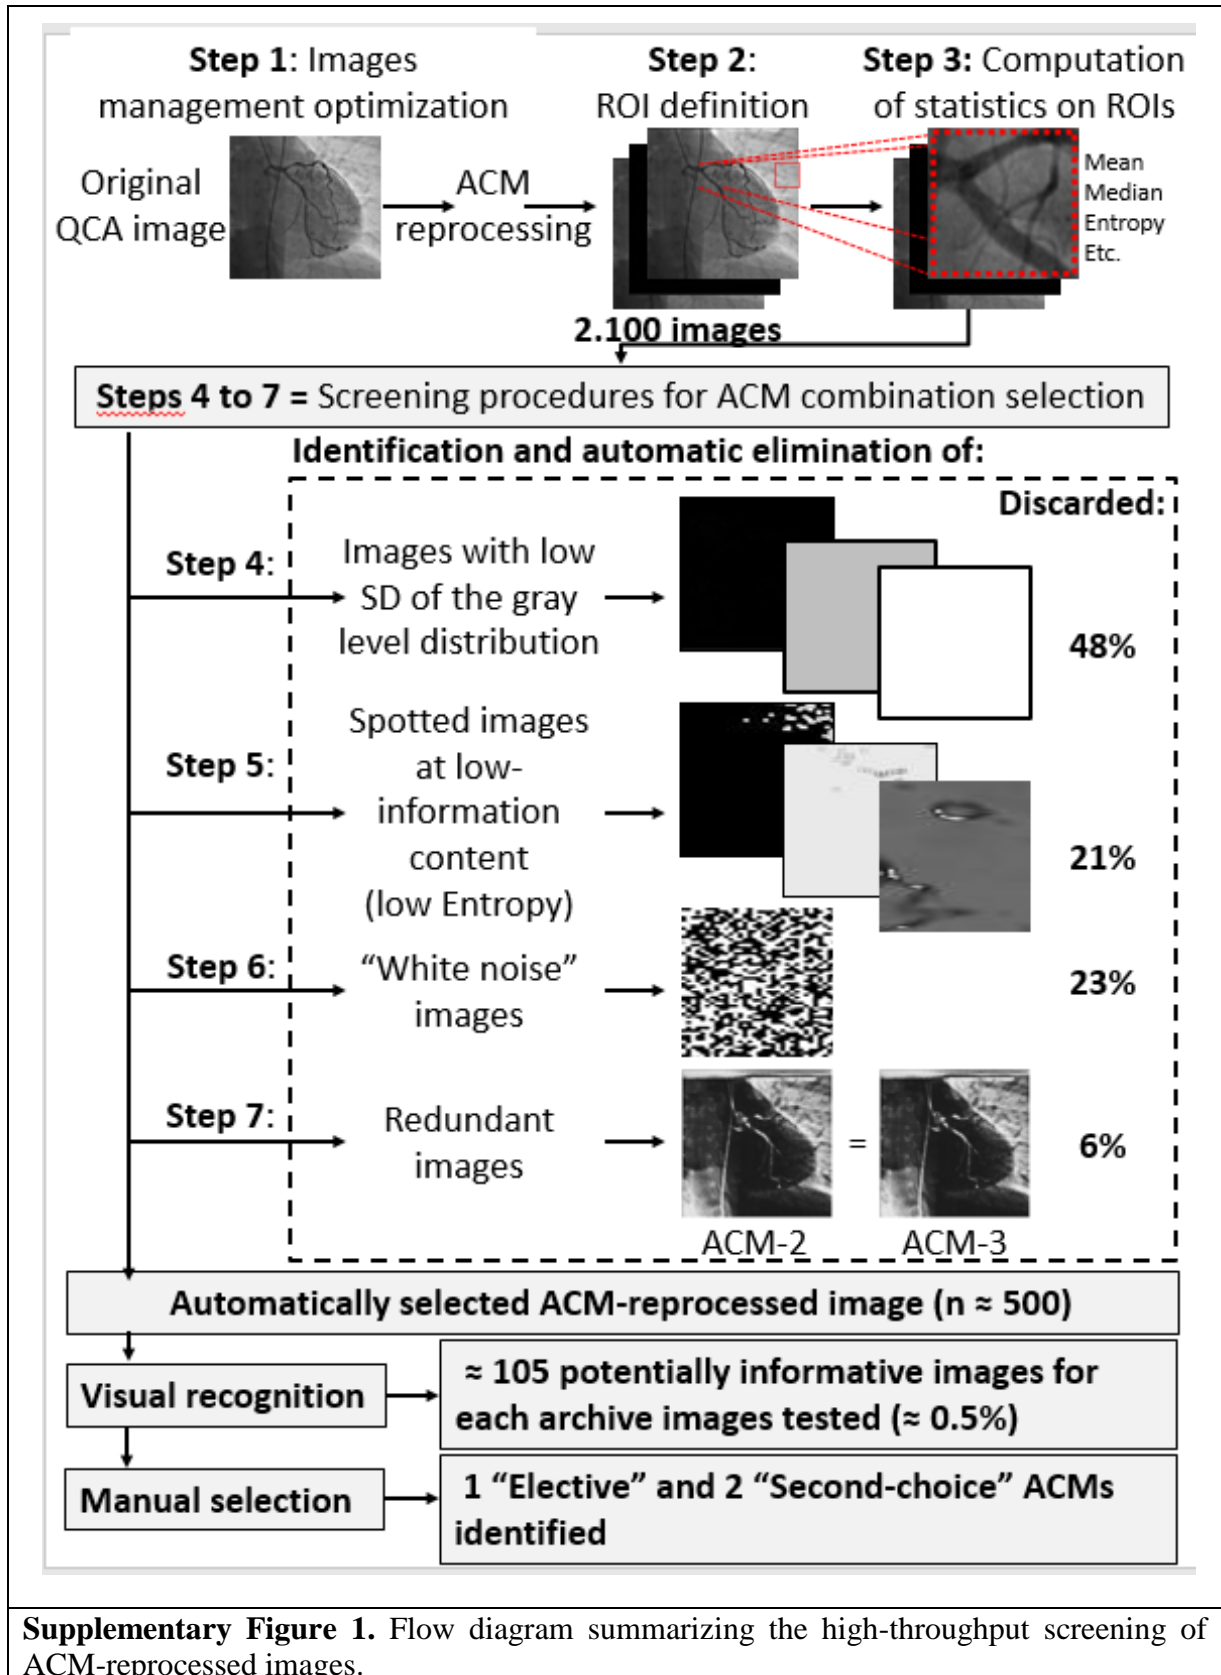 Step 1: Images
management optimization
Step 2:
ROI definition
Step 3: Computation
of statistics on ROIs
Original
QCA image
ACM
reprocessing
Mean
Median
Entropy
Etc.
2.100 images
Steps 4 to 7 = Screening procedures for ACM combination selection
Identification and automatic elimination of:
Discarded:
Step 4:
Images with low
SD of the gray
level distribution
48%
Step 5:
Spotted images
at low-
information
content
(low Entropy)
21%
Step 6:
“White noise”
images
23%
Step 7:
Redundant
images
=
6%
ACM-2
ACM-3
Automatically selected ACM-reprocessed image (n ≈ 500)
Visual recognition
≈ 105 potentially informative images for
each archive images tested (≈ 0.5%)
Manual selection
1 “Elective” and 2 “Second-choice” ACMs
identified
Supplementary Figure 1. Flow diagram summarizing the high-throughput screening of
ACM-reprocessed images.